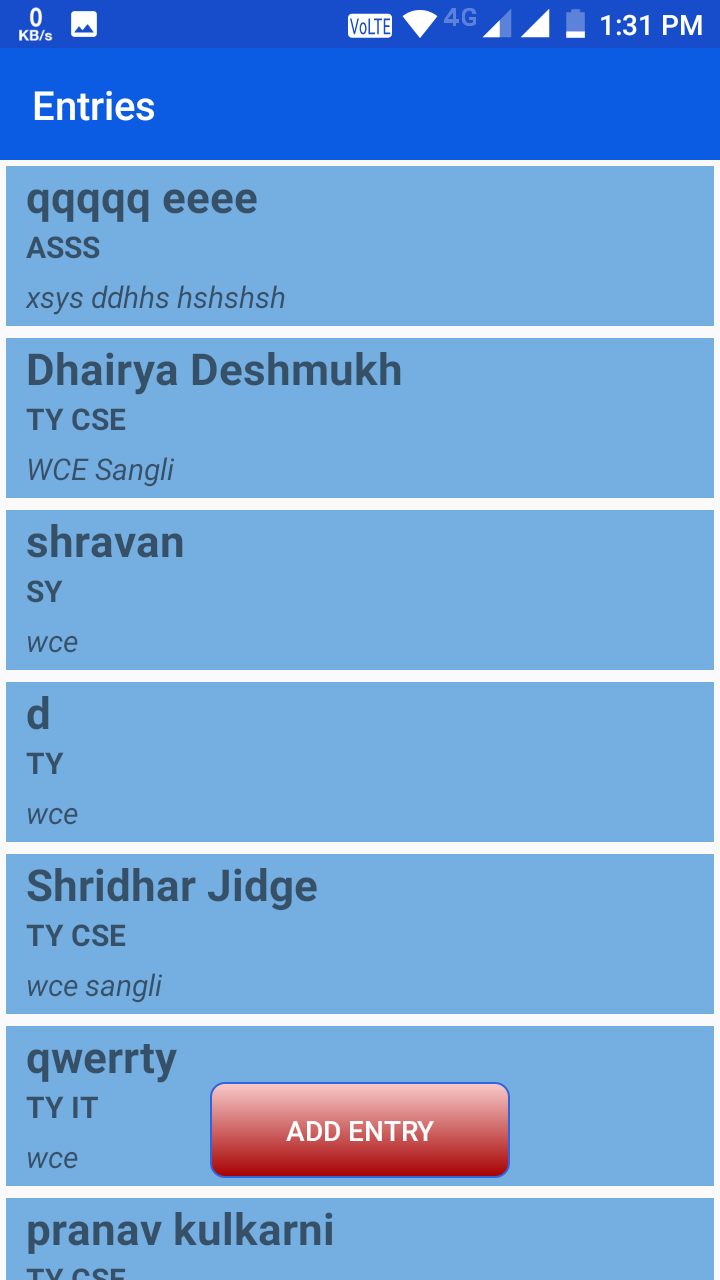 0
KB/s
VoLTE 4G 1:31 PM
Entries
qqqqq eeee
ASSS
xsys ddhhs hshshsh
Dhairya Deshmukh
TY CSE
WCE Sangli
shravan
SY
wce
d
TY
wce
Shridhar Jidge
TY CSE
wce sangli
qwerrty
TY IT
ADD ENTRY
wce
pranav kulkarni
TY CSE